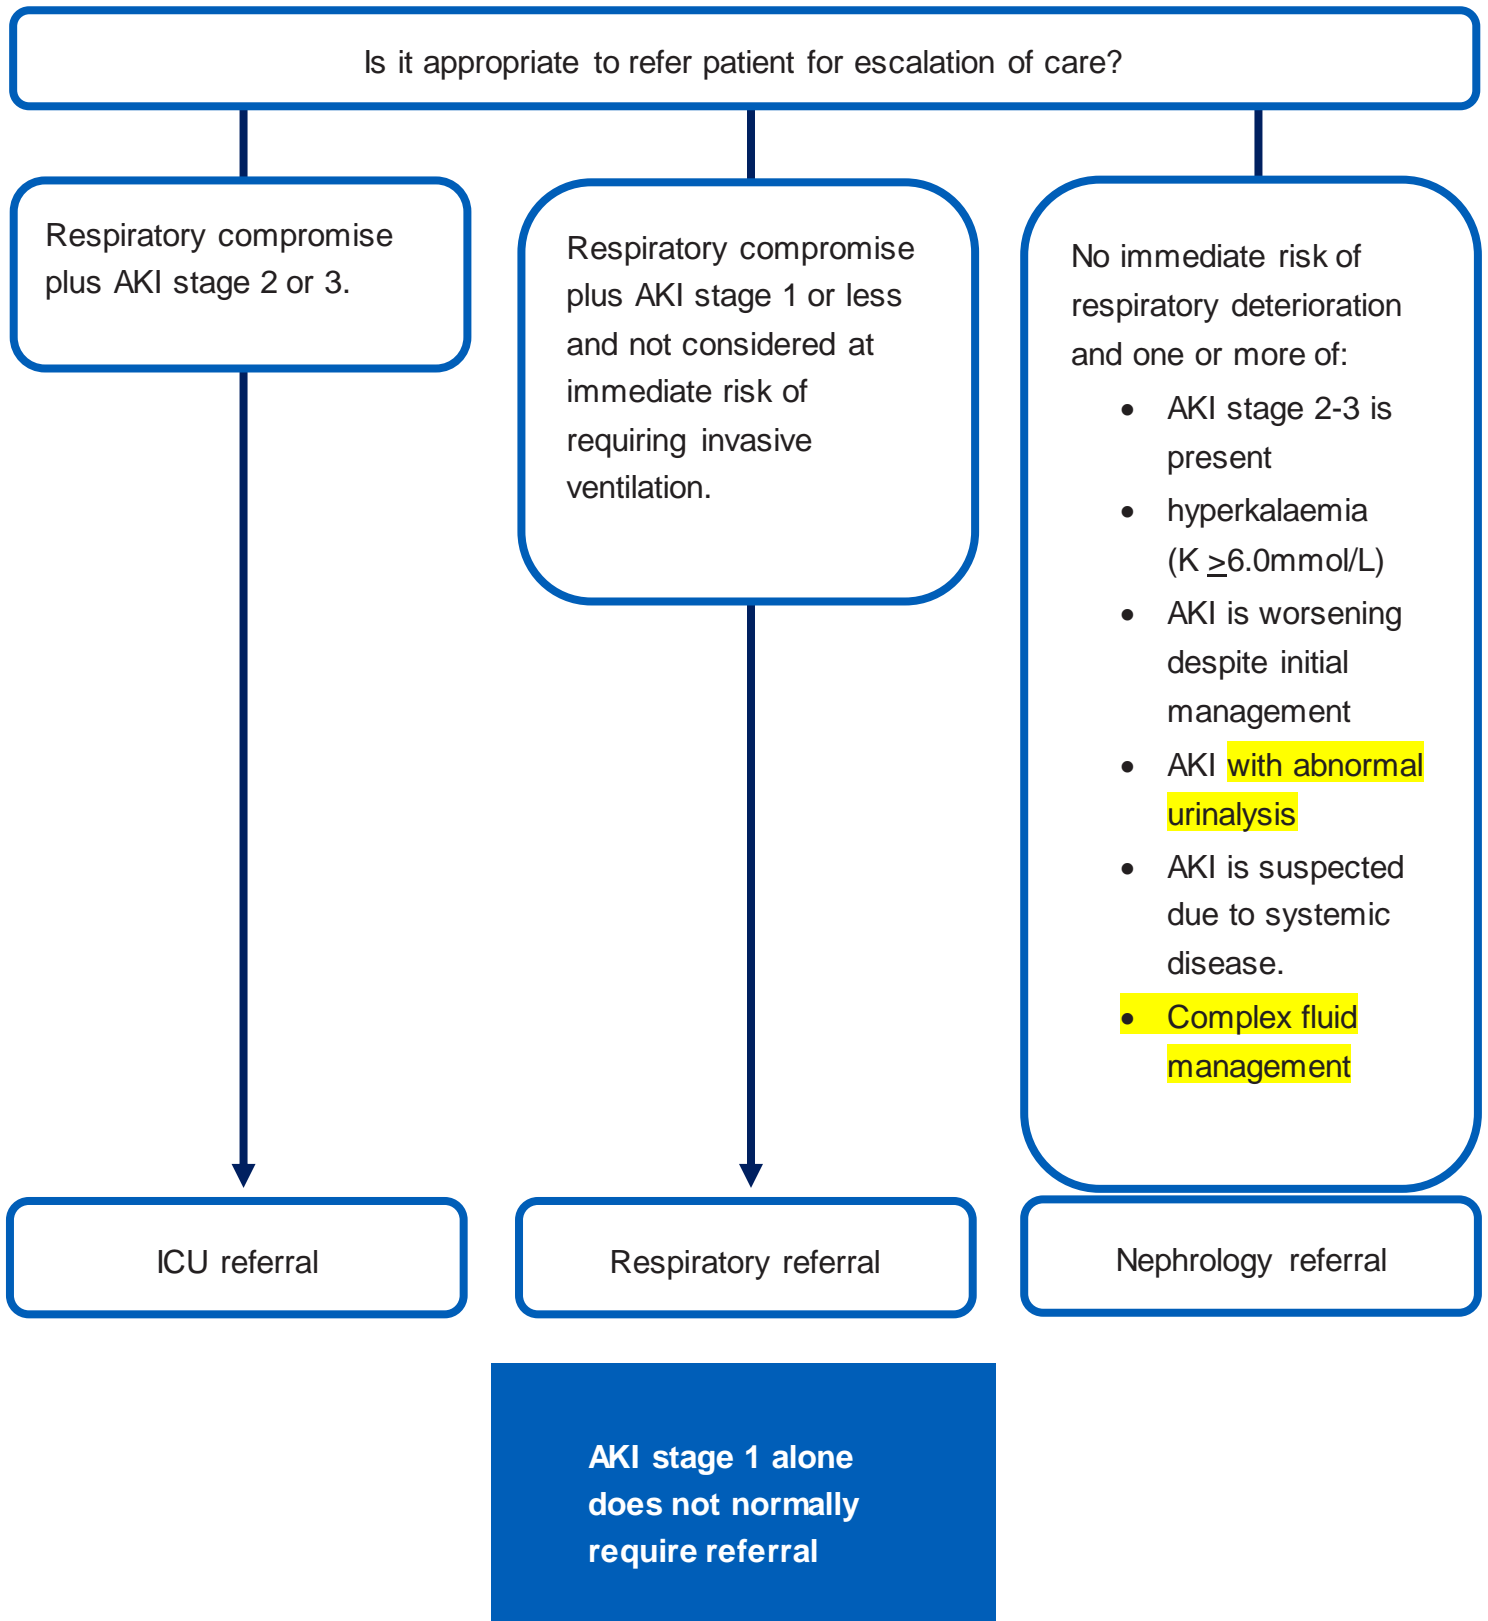 Is it appropriate to refer patient for escalation of care?
Respiratory compromise
plus AKI stage 2 or 3.
Respiratory compromise
plus AKI stage 1 or less
and not considered at
immediate risk of
requiring invasive
ventilation.
No immediate risk of
respiratory deterioration
and one or more of:
• AKI stage 2-3 is
present
• hyperkalaemia
(K >6.0mmol/L)
• AKI is worsening
despite initial
management
• AKI with abnormal
urinalysis
• AKI is suspected
due to systemic
disease.
• Complex fluid
management
ICU referral
Respiratory referral
Nephrology referral
AKI stage 1 alone
does not normally
require referral